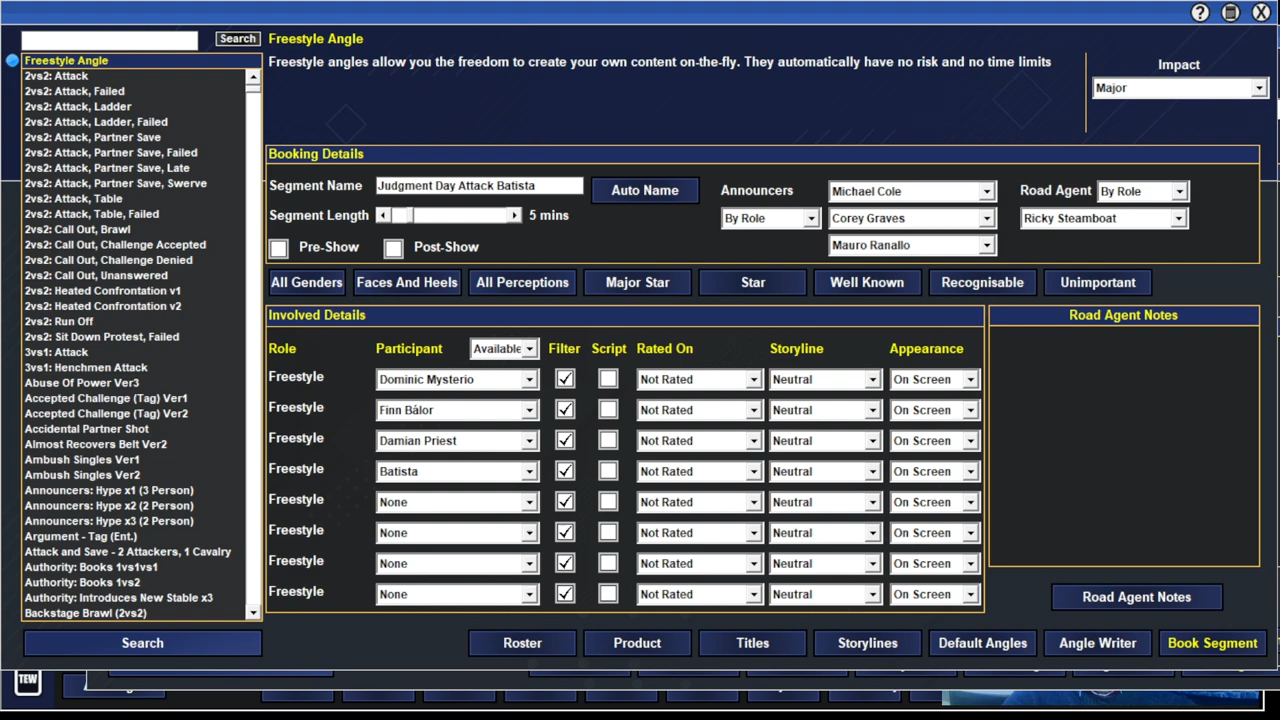 Search
Freestyle Angle
2vs2: Attack
2vs2: Attack, Failed
2vs2: Attack, Ladder
2vs2: Attack, Ladder, Failed
2vs2: Attack, Partner Save
2vs2: Attack, Partner Save, Failed
2vs2: Attack, Partner Save, Late
2vs2: Attack, Partner Save, Swerve
2vs2: Attack, Table
2vs2: Attack, Table, Failed
2vs2: Call Out, Brawl
2vs2: Call Out, Challenge Accepted
2vs2: Call Out, Challenge Denied
2vs2: Call Out, Unanswered
2vs2: Heated Confrontation v1
2vs2: Heated Confrontation v2
2vs2: Run Off
2vs2: Sit Down Protest, Failed
3vs1: Attack
3vs1: Henchmen Attack
Abuse Of Power Ver3
Accepted Challenge (Tag) Ver1
Accepted Challenge (Tag) Ver2
Accidental Partner Shot
Almost Recovers Belt Ver2
Ambush Singles Ver1
Ambush Singles Ver2
Announcers: Hype x1 (3 Person)
Announcers: Hype x2 (2 Person)
Announcers: Hype x3 (2 Person)
Argument - Tag (Ent.)
Attack and Save - 2 Attackers, 1 Cavalry
Authority: Books 1vs1vs1
Authority: Books 1vs2
Authority: Introduces New Stable x3
Backstage Brawl (2vs2)
Search
Freestyle Angle
Freestyle angles allow you the freedom to create your own content on-the-fly. They automatically have no risk and no time limits
Impact
Major
Booking Details
Segment Name Judgment Day Attack Batista Auto Name Announcers Michael Cole Road Agent By Role
Segment Length 5 mins By Role Corey Graves Ricky Steamboat
Pre-Show Post-Show Mauro Ranallo
All Genders Faces And Heels All Perceptions Major Star Star Well Known Recognisable Unimportant
Involved Details
Role Participant Available Filter Script Rated On Storyline Appearance
Freestyle Dominic Mysterio Not Rated Neutral On Screen
Freestyle Finn Bálor Not Rated Neutral On Screen
Freestyle Damian Priest Not Rated Neutral On Screen
Freestyle Batista Not Rated Neutral On Screen
Freestyle None Not Rated Neutral On Screen
Freestyle None Not Rated Neutral On Screen
Freestyle None Not Rated Neutral On Screen
Freestyle None Not Rated Neutral On Screen
Road Agent Notes
Road Agent Notes
Roster Product Titles Storylines Default Angles Angle Writer Book Segment
TEW